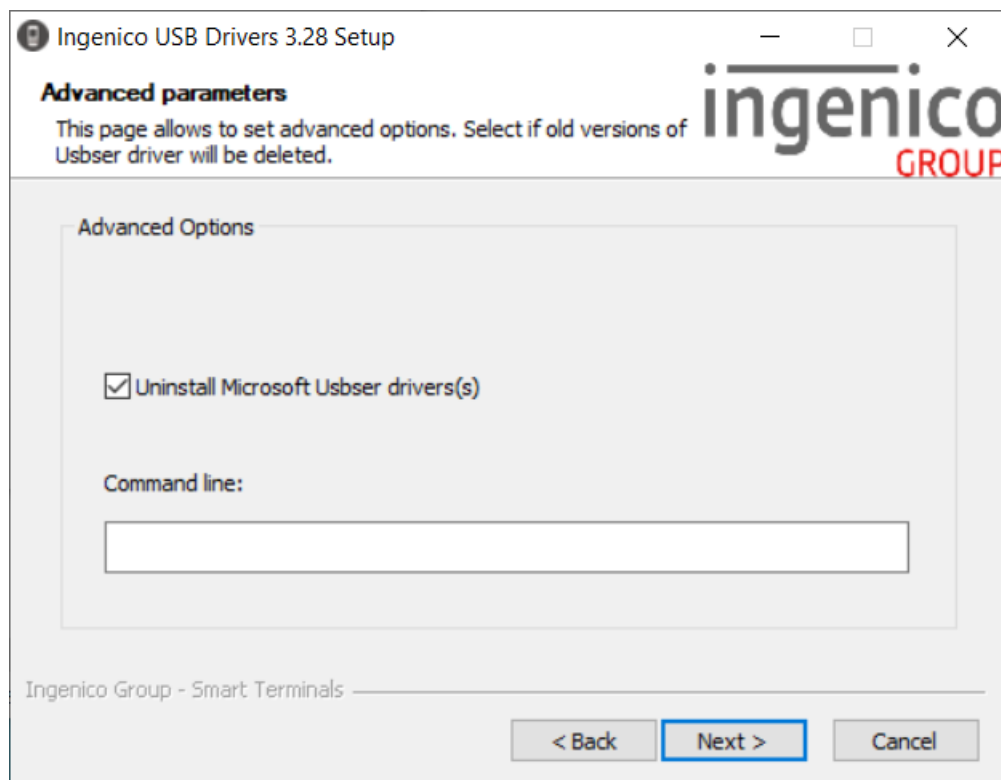 Ingenico USB Drivers 3.28 Setup
Advanced parameters
This page allows to set advanced options. Select if old versions of
Usbser driver will be deleted.
ingenico
GROUP
Advanced Options
Uninstall Microsoft Usbser drivers(s)
Command line:
Ingenico Group - Smart Terminals
< Back
Next >
Cancel